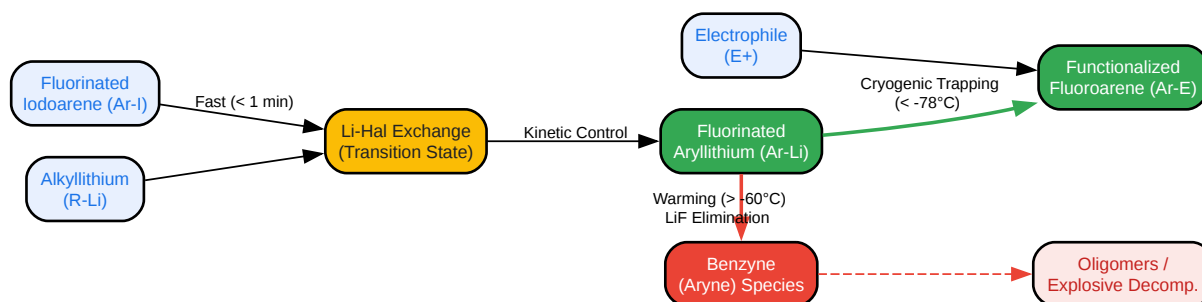 Electrophile
(E+)
Fluorinated
Iodoarene (Ar-I)
Fast (< 1 min)
Alkyllithium
(R-Li)
Li-Hal Exchange
(Transition State)
Kinetic Control
Fluorinated
Aryllithium (Ar-Li)
Cryogenic Trapping
(< -78°C)
Functionalized
Fluoroarene (Ar-E)
Warming (> -60°C)
LiF Elimination
Benzyne
(Aryne) Species
Oligomers /
Explosive Decomp.